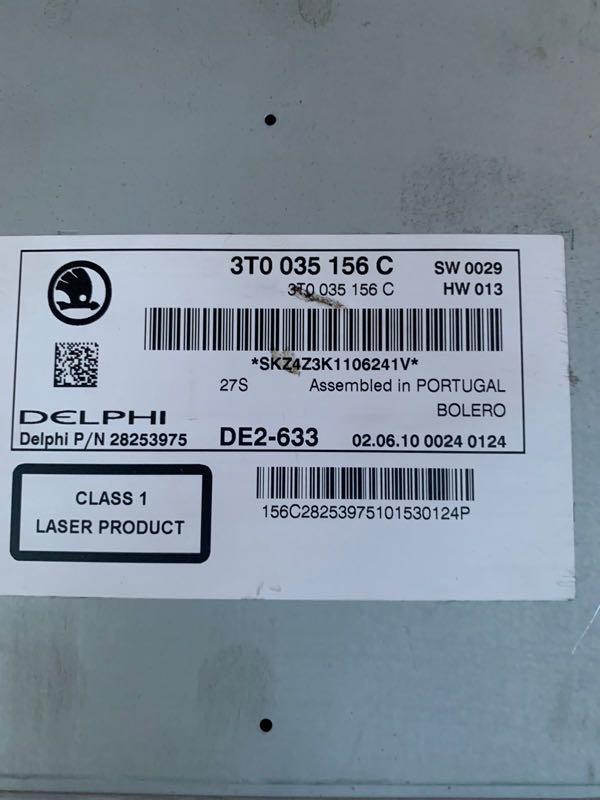 3T0 035 156 C SW 0029
3T0 035 156 C HW 013
*SKZ4Z3K1106241V*
27S Assembled in PORTUGAL
BOLERO
DELPHI
Delphi P/N 28253975 DE2-633 02.06.10 0024 0124
CLASS 1
LASER PRODUCT
156C28253975101530124P